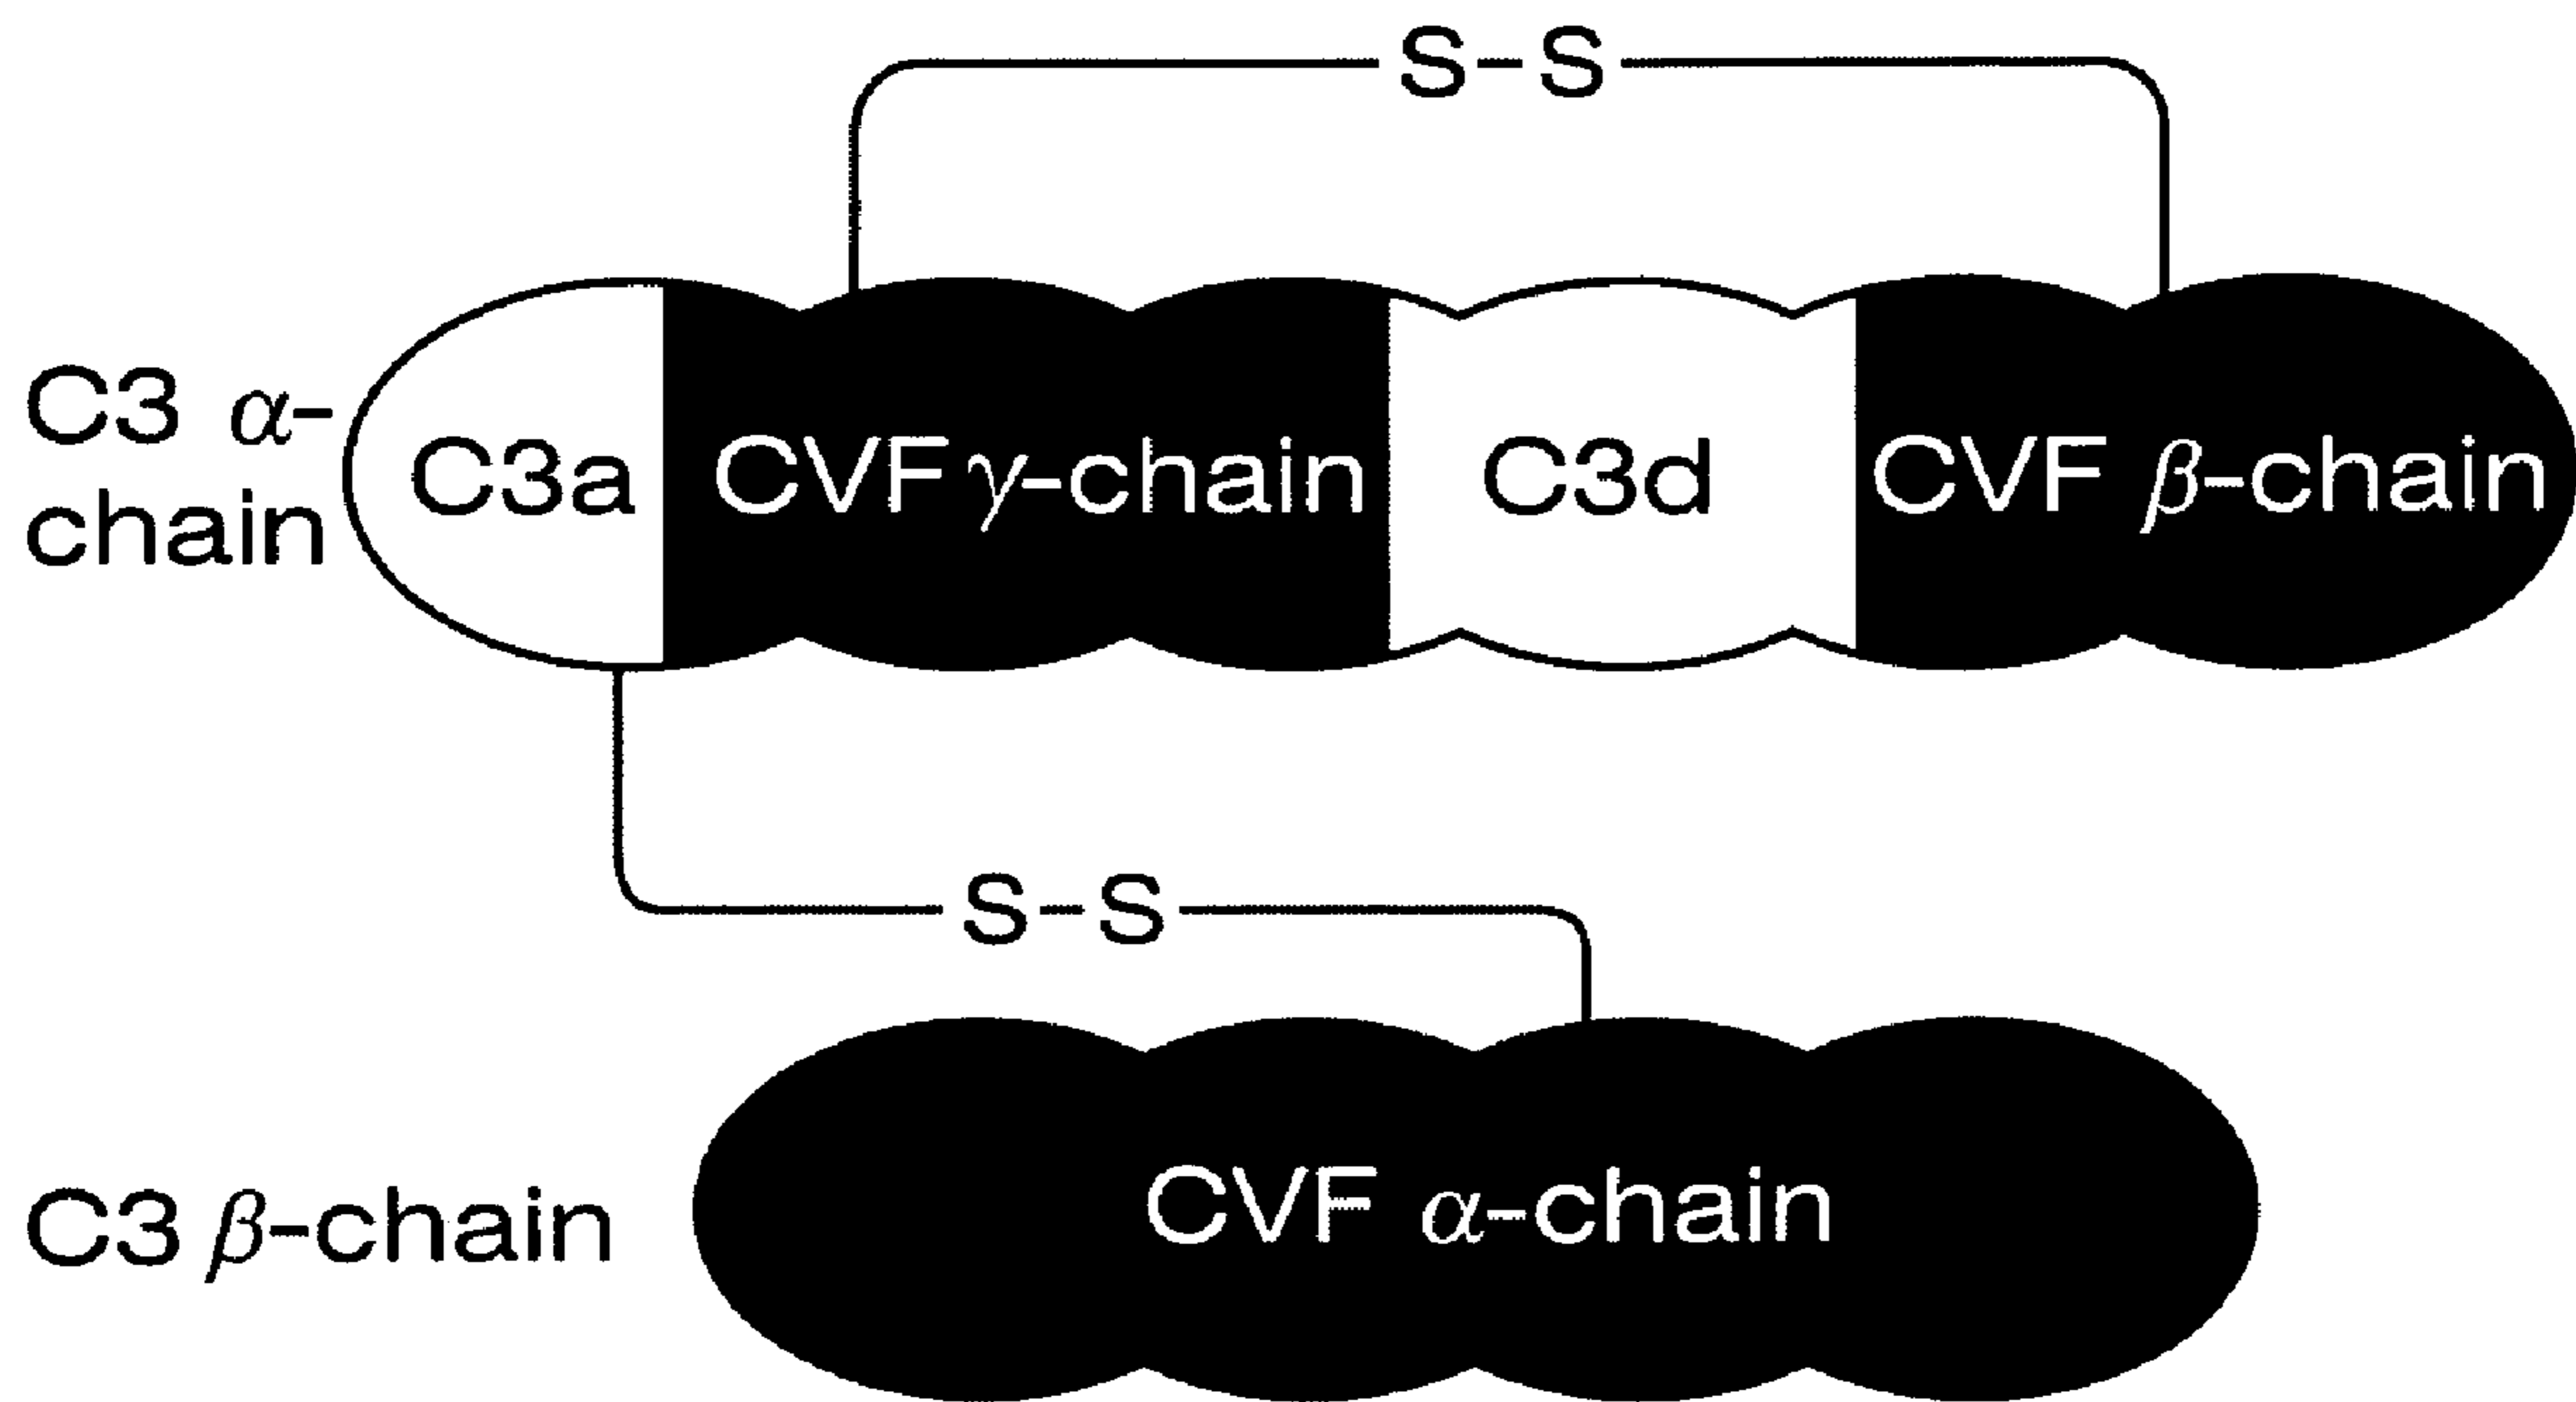 S-S
C3 α-
chain
C3a
CVF γ-chain
C3d
CVF β-chain
S-S
C3 β-chain
CVF α-chain